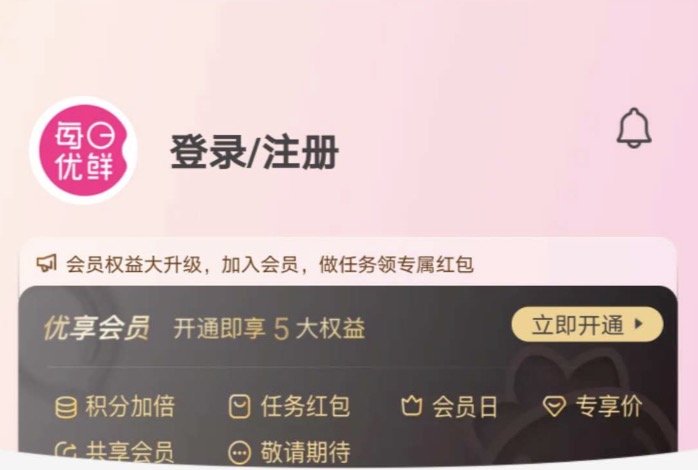 每日
优鲜
登录/注册
会员权益大升级，加入会员，做任务领专属红包
优享会员 开通即享 5 大权益 立即开通
积分加倍 任务红包 会员日 专享价
共享会员 敬请期待